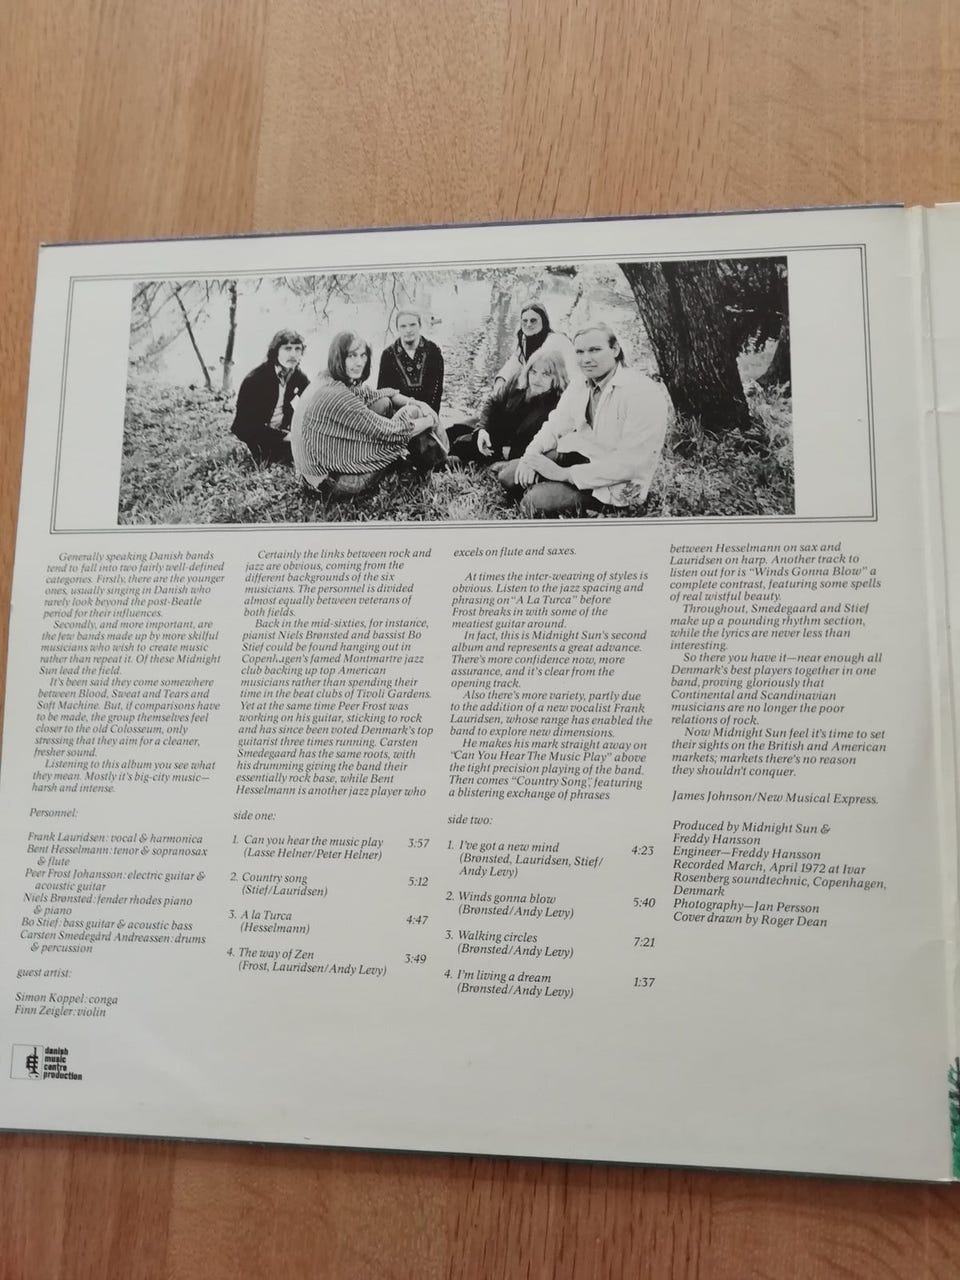 Generally speaking Danish bands
tend to fall into two fairly well-defined
categories. Firstly, there are the younger
ones, usually singing in Danish who
rarely look beyond the post-Beatle
period for their influences.
Secondly, and more important, are
the few bands made up by more skilful
musicians who wish to create music
rather than repeat it. Of these Midnight
Sun lead the field.
It's been said they come somewhere
between Blood, Sweat and Tears and
Soft Machine. But, if comparisons have
to be made, the group themselves feel
closer to the old Colosseum, only
stressing that they aim for a cleaner,
fresher sound.
Listening to this album you see what
they mean. Mostly it's big-city music—
harsh and intense.
Certainly the links between rock and
jazz are obvious, coming from the
different backgrounds of the six
musicians. The personnel is divided
almost equally between veterans of
both fields.
Back in the mid-sixties, for instance,
pianist Niels Brønsted and bassist Bo
Stief could be found hanging out in
Copenhagen's famed Montmartre jazz
club backing up top American
musicians rather than spending their
time in the beat clubs of Tivoli Gardens.
Yet at the same time Peer Frost was
working on his guitar, sticking to rock
and has since been voted Denmark's top
guitarist three times running. Carsten
Smedegaard has the same roots, with
his drumming giving the band their
essentially rock base, while Bent
Hesselmann is another jazz player who
excels on flute and saxes.
At times the inter-weaving of styles is
obvious. Listen to the jazz spacing and
phrasing on "A La Turca" before
Frost breaks in with some of the
meatiest guitar around.
In fact, this is Midnight Sun's second
album and represents a great advance.
There's more confidence now, more
assurance, and it's clear from the
opening track.
Also there's more variety, partly due
to the addition of a new vocalist Frank
Lauridsen, whose range has enabled the
band to explore new dimensions.
He makes his mark straight away on
"Can You Hear The Music Play" above
the tight precision playing of the band.
Then comes "Country Song", featuring
a blistering exchange of phrases
between Hesselmann on sax and
Lauridsen on harp. Another track to
listen out for is "Winds Gonna Blow" a
complete contrast, featuring some spells
of real wistful beauty.
Throughout, Smedegaard and Stief
make up a pounding rhythm section,
while the lyrics are never less than
interesting.
So there you have it—near enough all
Denmark's best players together in one
band, proving gloriously that
Continental and Scandinavian
musicians are no longer the poor
relations of rock.
Now Midnight Sun feel it's time to set
their sights on the British and American
markets; markets there's no reason
they shouldn't conquer.
James Johnson/New Musical Express.
Personnel:
Frank Lauridsen: vocal & harmonica
Bent Hesselmann: tenor & sopranosax
& flute
Peer Frost Johansson: electric guitar &
acoustic guitar
Niels Brønsted: fender rhodes piano
& piano
Bo Stief: bass guitar & acoustic bass
Carsten Smedegård Andreassen: drums
& percussion
guest artist:
Simon Koppel: conga
Finn Zeigler: violin
danish
music
centre
production
side one:
1. Can you hear the music play 3:57
(Lasse Helner/Peter Helner)
2. Country song 5:12
(Stief/Lauridsen)
3. A la Turca 4:47
(Hesselmann)
4. The way of Zen 3:49
(Frost, Lauridsen/Andy Levy)
side two:
1. I've got a new mind 4:23
(Brønsted, Lauridsen, Stief/
Andy Levy)
2. Winds gonna blow 5:40
(Brønsted/Andy Levy)
3. Walking circles 7:21
(Brønsted/Andy Levy)
4. I'm living a dream 1:37
(Brønsted/Andy Levy)
Produced by Midnight Sun &
Freddy Hansson
Engineer—Freddy Hansson
Recorded March, April 1972 at Ivar
Rosenberg soundtechnic, Copenhagen,
Denmark
Photography—Jan Persson
Cover drawn by Roger Dean